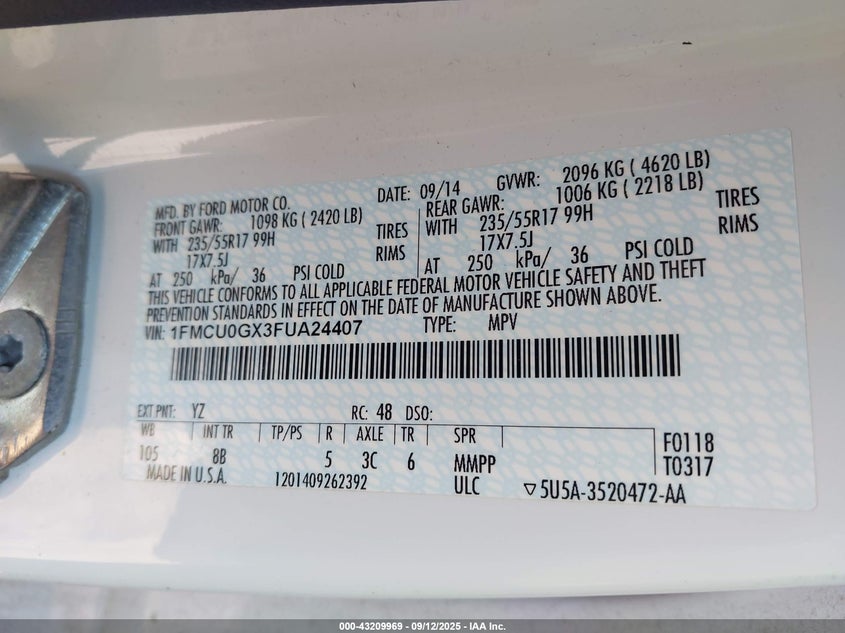 MFD. BY FORD MOTOR CO. DATE: 09/14 GVWR: 2096 KG ( 4620 LB)
FRONT GAWR: 1098 KG ( 2420 LB) REAR GAWR: 1006 KG ( 2218 LB)
WITH 235/55R17 99H TIRES WITH 235/55R17 99H TIRES
17X7.5J RIMS 17X7.5J RIMS
AT 250 kPa/ 36 PSI COLD AT 250 kPa/ 36 PSI COLD
THIS VEHICLE CONFORMS TO ALL APPLICABLE FEDERAL MOTOR VEHICLE SAFETY AND THEFT
PREVENTION STANDARDS IN EFFECT ON THE DATE OF MANUFACTURE SHOWN ABOVE.
VIN: 1FMCU0GX3FUA24407 TYPE: MPV
EXT PNT: YZ RC: 48 DSO:
WB INT TR TP/PS R AXLE TR SPR F0118
105 8B 5 3C 6 MMPP T0317
MADE IN U.S.A. 1201409262392 ULC ▽5U5A-3520472-AA
000-43209969 - 09/12/2025 - IAA Inc.